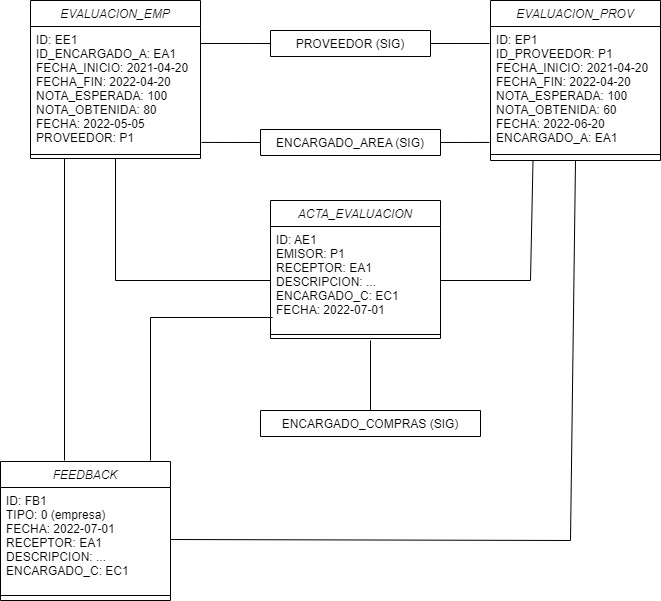 EVALUACION_EMP
ID: EE1
ID_ENCARGADO_A: EA1
FECHA_INICIO: 2021-04-20
FECHA_FIN: 2022-04-20
NOTA_ESPERADA: 100
NOTA_OBTENIDA: 80
FECHA: 2022-05-05
PROVEEDOR: P1
PROVEEDOR (SIG)
ENCARGADO_AREA (SIG)
EVALUACION_PROV
ID: EP1
ID_PROVEEDOR: P1
FECHA_INICIO: 2021-04-20
FECHA_FIN: 2022-04-20
NOTA_ESPERADA: 100
NOTA_OBTENIDA: 60
FECHA: 2022-06-20
ENCARGADO_A: EA1
ACTA_EVALUACION
ID: AE1
EMISOR: P1
RECEPTOR: EA1
DESCRIPCION: ...
ENCARGADO_C: EC1
FECHA: 2022-07-01
ENCARGADO_COMPRAS (SIG)
FEEDBACK
ID: FB1
TIPO: 0 (empresa)
FECHA: 2022-07-01
RECEPTOR: EA1
DESCRIPCION: ...
ENCARGADO_C: EC1